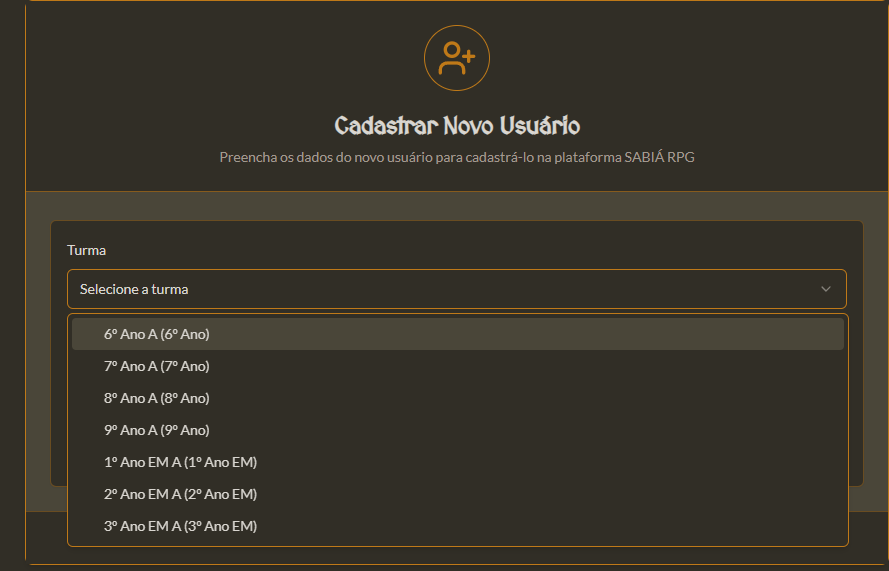 Cadastrar Novo Usuário
Preencha os dados do novo usuário para cadastrá-lo na plataforma SABIÁ RPG
Turma
Selecione a turma
6º Ano A (6º Ano)
7º Ano A (7º Ano)
8º Ano A (8º Ano)
9º Ano A (9º Ano)
1º Ano EM A (1º Ano EM)
2º Ano EM A (2º Ano EM)
3º Ano EM A (3º Ano EM)